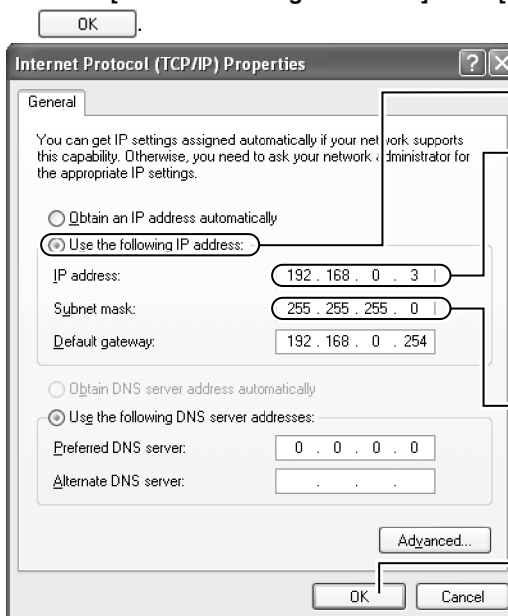 OK .
Internet Protocol (TCP/IP) Properties
General
You can get IP settings assigned automatically if your network supports
this capability. Otherwise, you need to ask your network administrator for
the appropriate IP settings.
Obtain an IP address automatically
Use the following IP address:
IP address: 192 . 168 . 0 . 3
Subnet mask: 255 . 255 . 255 . 0
Default gateway: 192 . 168 . 0 . 254
Obtain DNS server address automatically
Use the following DNS server addresses:
Preferred DNS server: 0 . 0 . 0 . 0
Alternate DNS server: . . .
Advanced...
OK Cancel